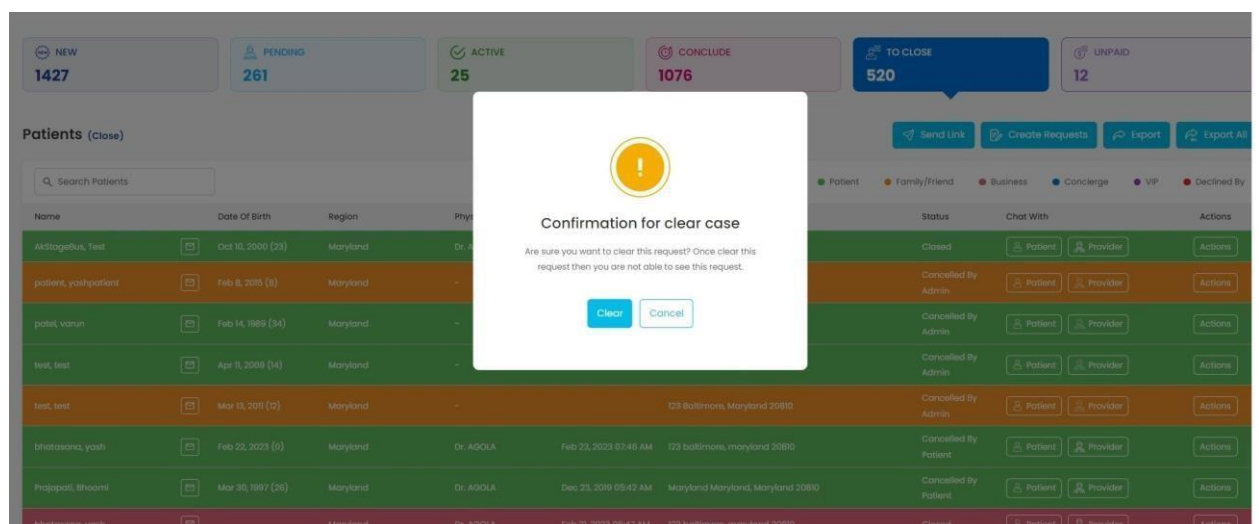 NEW
1427
PENDING
261
ACTIVE
25
CONCLUDE
1076
TO CLOSE
520
UNPAID
12
Patients (Close)
Send Link
Create Requests
Export
Export All
Search Patients
Patient
Family/Friend
Business
Concierge
VIP
Declined By
Confirmation for clear case
Are sure you want to clear this request? Once clear this
request then you are not able to see this request.
Clear
Cancel
Name Date Of Birth Region Status Chat With Actions
AkStageBus, Test Oct 10, 2000 (23) Maryland Closed Patient Provider Actions
patient, yashpatient Feb 8, 2015 (8) Maryland - Cancelled By Patient Provider Actions
Admin
patel, varun Feb 14, 1989 (34) Maryland - Cancelled By Patient Provider Actions
Admin
test, test Apr 11, 2009 (14) Maryland - Cancelled By Patient Provider Actions
Admin
test, test Mar 13, 2011 (12) Maryland - 123 Baltimore, Maryland 20810 Cancelled By Patient Provider Actions
Admin
bhatasana, yash Feb 22, 2023 (0) Maryland Dr. AGOLA Feb 23, 2023 07:46 AM 123 baltimore, maryland 20810 Cancelled By Patient Provider Actions
Patient
Prajapati, Bhoomi Mar 30, 1997 (26) Maryland Dr. AGOLA Dec 23, 2019 05:42 AM Maryland Maryland, Maryland 20810 Cancelled By Patient Provider Actions
Patient